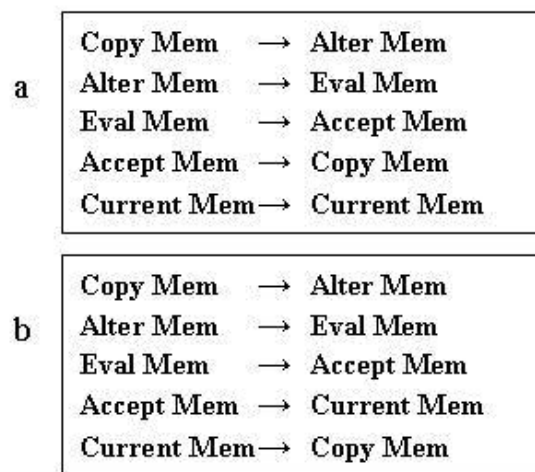 a
Copy Mem → Alter Mem
Alter Mem → Eval Mem
Eval Mem → Accept Mem
Accept Mem → Copy Mem
Current Mem → Current Mem
b
Copy Mem → Alter Mem
Alter Mem → Eval Mem
Eval Mem → Accept Mem
Accept Mem → Current Mem
Current Mem → Copy Mem